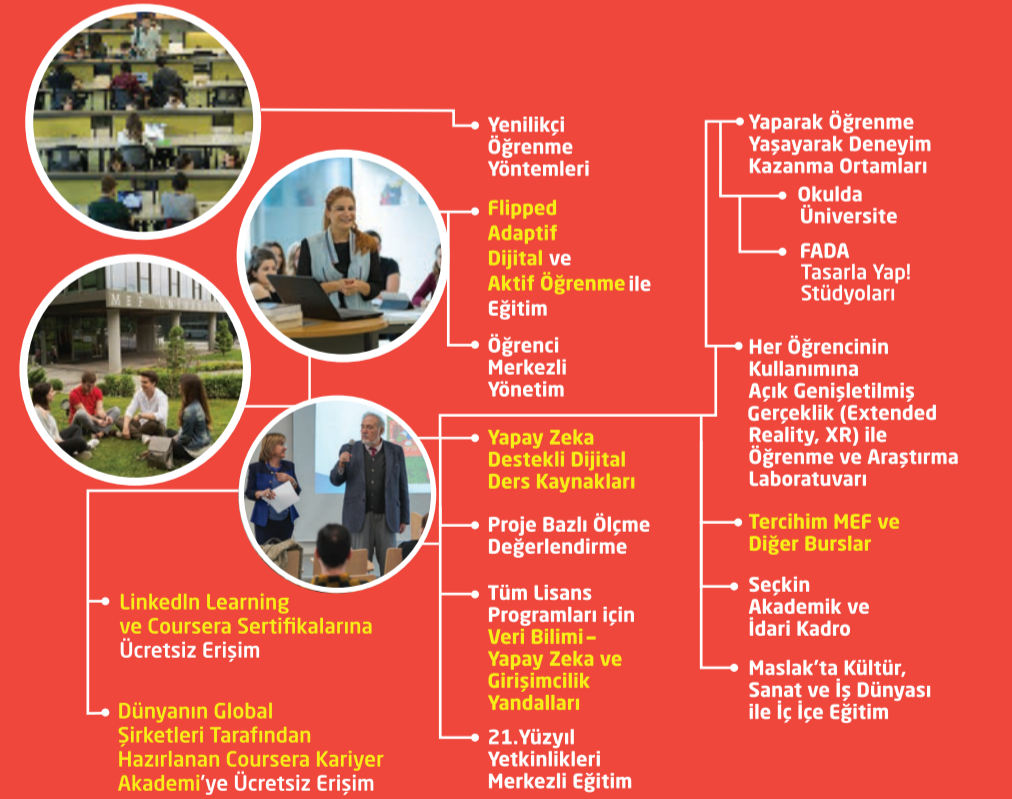 Yenilikçi
Öğrenme
Yöntemleri
Flipped
Adaptif
Dijital ve
Aktif Öğrenme ile
Eğitim
Öğrenci
Merkezli
Yönetim
Yapay Zeka
Destekli Dijital
Ders Kaynakları
Proje Bazlı Ölçme
Değerlendirme
Tüm Lisans
Programları için
Veri Bilimi –
Yapay Zeka ve
Girişimcilik
Yandalları
21.Yüzyıl
Yetkinlikleri
Merkezli Eğitim
Yaparak Öğrenme
Yaşayarak Deneyim
Kazanma Ortamları
Okulda
Üniversite
FADA
Tasarla Yap!
Stüdyoları
Her Öğrencinin
Kullanımına
Açık Genişletilmiş
Gerçeklik (Extended
Reality, XR) ile
Öğrenme ve Araştırma
Laboratuvarı
Tercihim MEF ve
Diğer Burslar
Seçkin
Akademik ve
İdari Kadro
Maslak'ta Kültür,
Sanat ve İş Dünyası
ile İç İçe Eğitim
MEF UNIVER
LinkedIn Learning
ve Coursera Sertifikalarına
Ücretsiz Erişim
Dünyanın Global
Şirketleri Tarafından
Hazırlanan Coursera Kariyer
Akademi'ye Ücretsiz Erişim